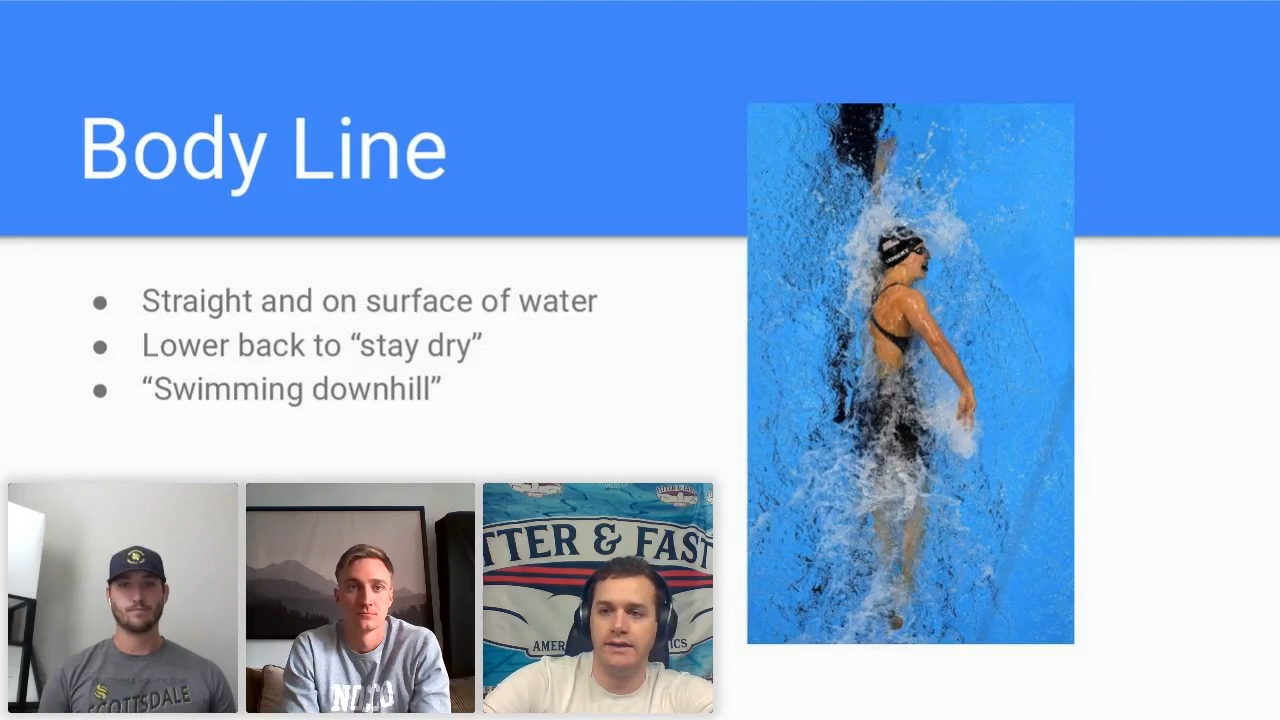 Body Line
● Straight and on surface of water
● Lower back to “stay dry”
● “Swimming downhill”
TTER & FAST
AMER
ICS
SCOTTSDALE